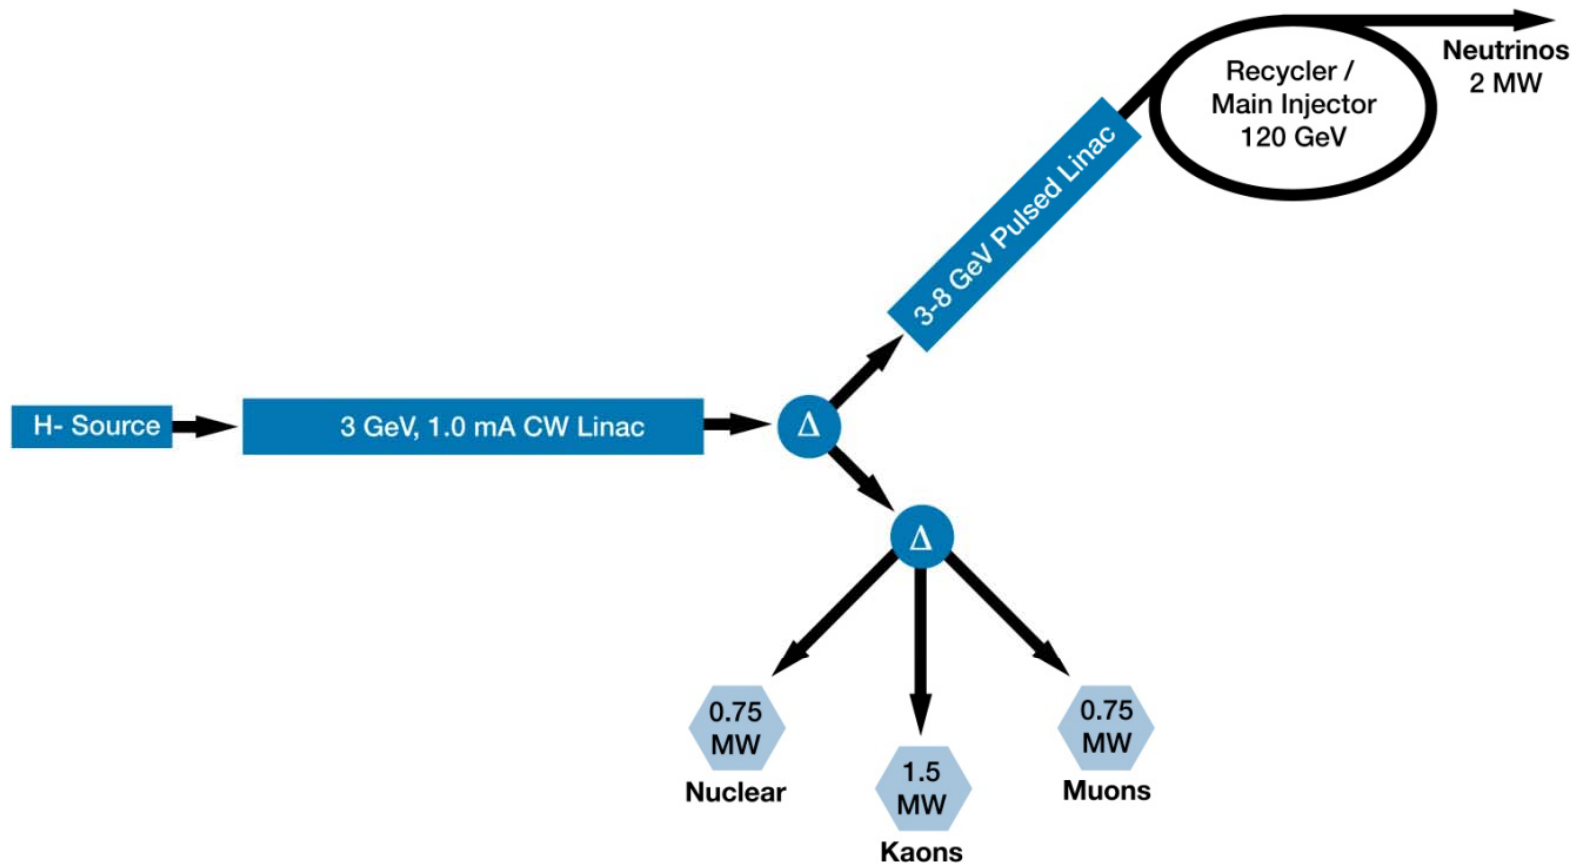 H- Source
3 GeV, 1.0 mA CW Linac
Δ
3-8 GeV Pulsed Linac
Recycler /
Main Injector
120 GeV
Neutrinos
2 MW
Δ
0.75
MW
Nuclear
1.5
MW
Kaons
0.75
MW
Muons